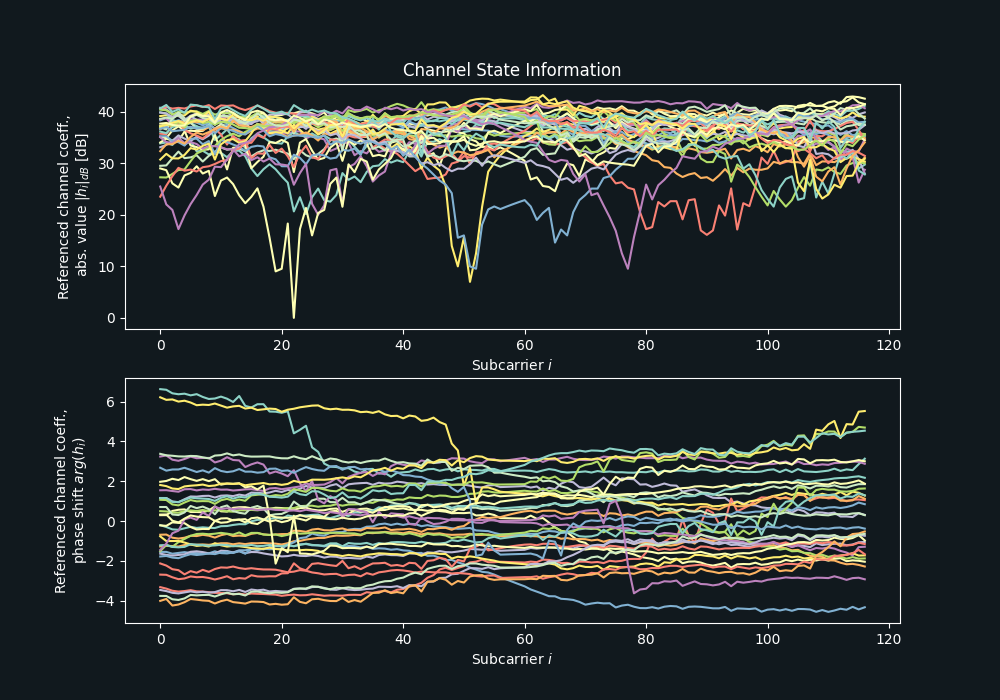 Channel State Information
Referenced channel coeff.,
abs. value |h_i|_dB [dB]
40
30
20
10
0
0 20 40 60 80 100 120
Subcarrier i
Referenced channel coeff.,
phase shift arg(h_i)
6
4
2
0
−2
−4
0 20 40 60 80 100 120
Subcarrier i